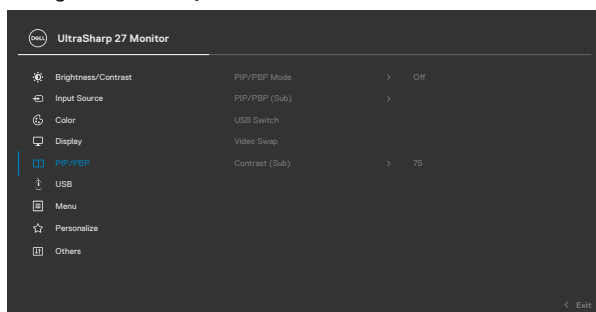 DELL UltraSharp 27 Monitor
Brightness/Contrast PIP/PBP Mode > Off
Input Source PIP/PBP (Sub) >
Color USB Switch
Display Video Swap
PIP/PBP Contrast (Sub) > 75
USB
Menu
Personalize
Others
< Exit